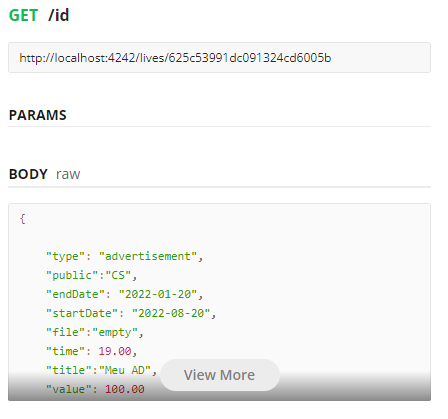 GET /id
http://localhost:4242/lives/625c53991dc091324cd6005b
PARAMS
BODY raw
{
"type": "advertisement",
"public":"CS",
"endDate": "2022-01-20",
"startDate": "2022-08-20",
"file":"empty",
"time": 19.00,
"title":"Meu AD",
View More
"value": 100.00